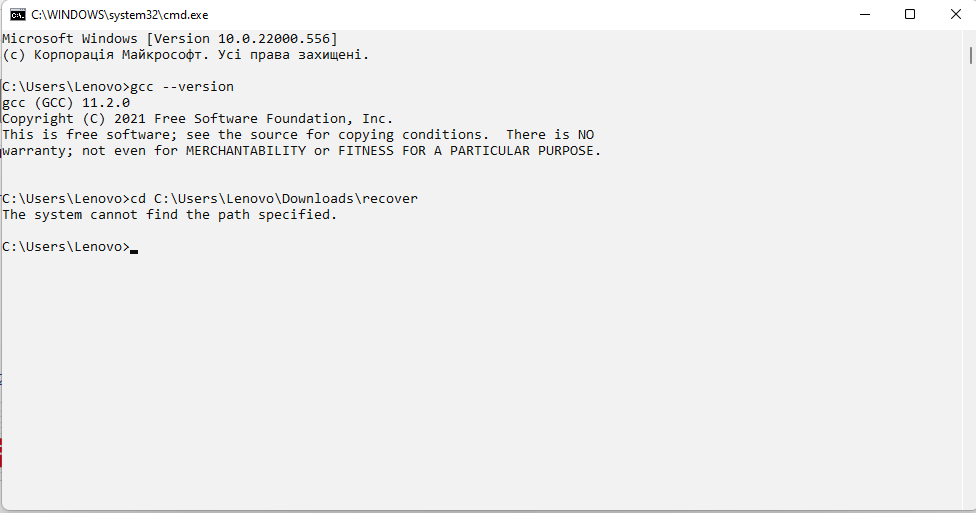 C:\WINDOWS\system32\cmd.exe
Microsoft Windows [Version 10.0.22000.556]
(c) Корпорація Майкрософт. Усі права захищені.
C:\Users\Lenovo>gcc --version
gcc (GCC) 11.2.0
Copyright (C) 2021 Free Software Foundation, Inc.
This is free software; see the source for copying conditions.  There is NO
warranty; not even for MERCHANTABILITY or FITNESS FOR A PARTICULAR PURPOSE.
C:\Users\Lenovo>cd C:\Users\Lenovo\Downloads\recover
The system cannot find the path specified.
C:\Users\Lenovo>